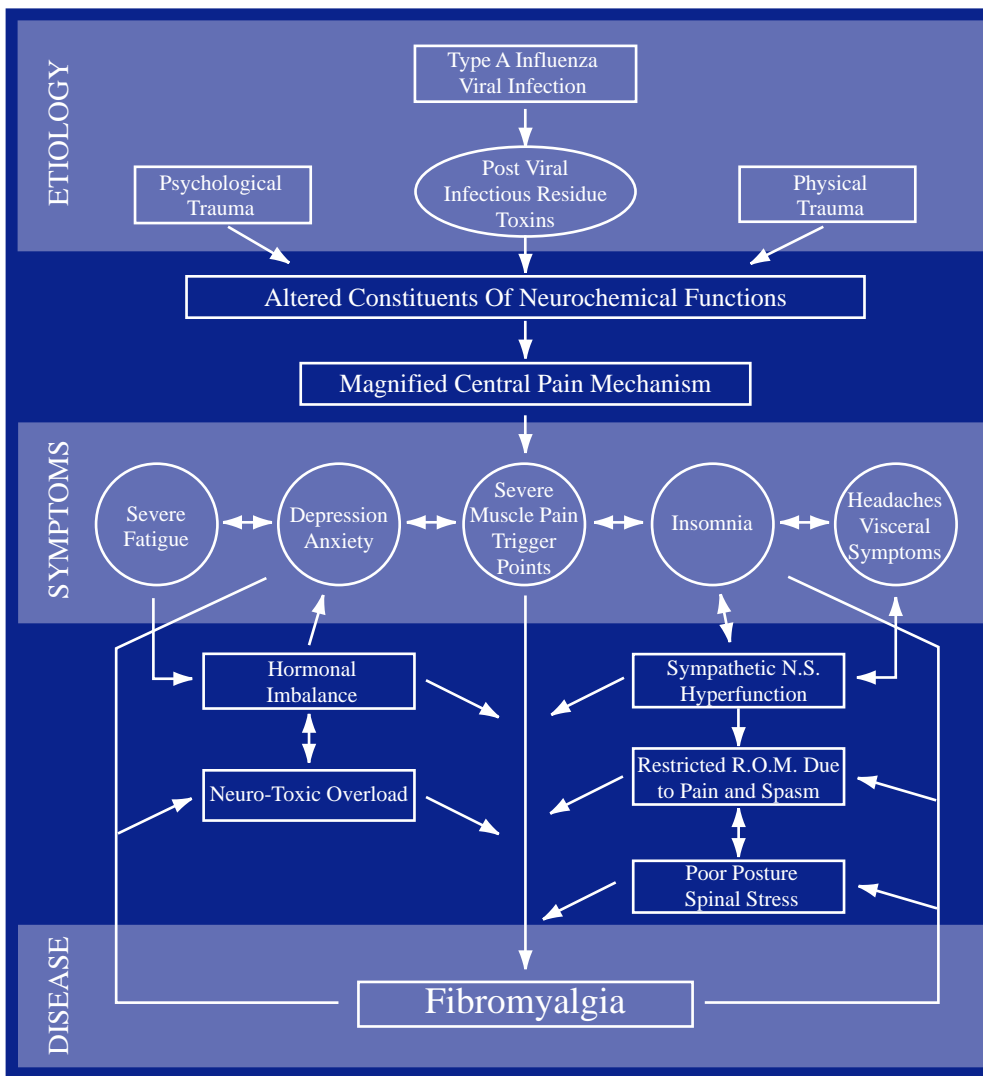 ETIOLOGY
Type A Influenza
Viral Infection
Psychological
Trauma
Post Viral
Infectious Residue
Toxins
Physical
Trauma
Altered Constituents Of Neurochemical Functions
Magnified Central Pain Mechanism
SYMPTOMS
Severe
Fatigue
Depression
Anxiety
Severe
Muscle Pain
Trigger
Points
Insomnia
Headaches
Visceral
Symptoms
Hormonal
Imbalance
Sympathetic N.S.
Hyperfunction
Neuro-Toxic Overload
Restricted R.O.M. Due
to Pain and Spasm
Poor Posture
Spinal Stress
DISEASE
Fibromyalgia